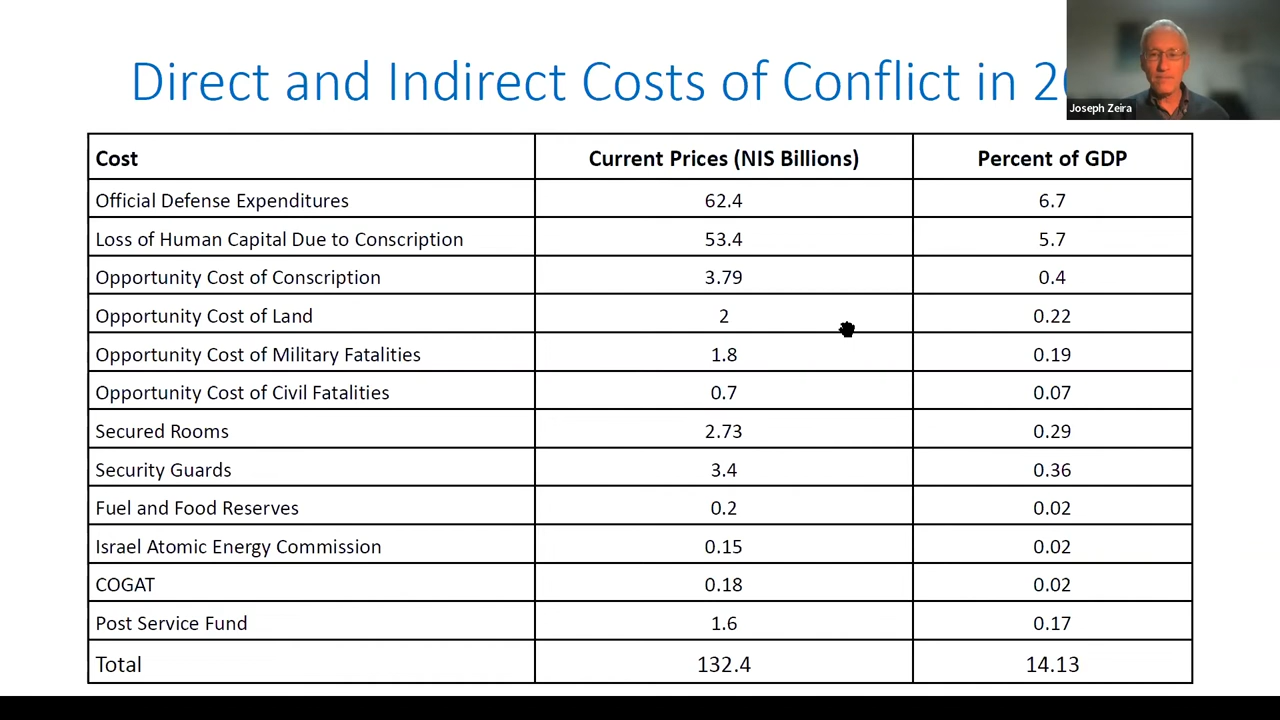 Direct and Indirect Costs of Conflict in
Joseph Zeira
Cost Current Prices (NIS Billions) Percent of GDP
Official Defense Expenditures 62.4 6.7
Loss of Human Capital Due to Conscription 53.4 5.7
Opportunity Cost of Conscription 3.79 0.4
Opportunity Cost of Land 2 0.22
Opportunity Cost of Military Fatalities 1.8 0.19
Opportunity Cost of Civil Fatalities 0.7 0.07
Secured Rooms 2.73 0.29
Security Guards 3.4 0.36
Fuel and Food Reserves 0.2 0.02
Israel Atomic Energy Commission 0.15 0.02
COGAT 0.18 0.02
Post Service Fund 1.6 0.17
Total 132.4 14.13